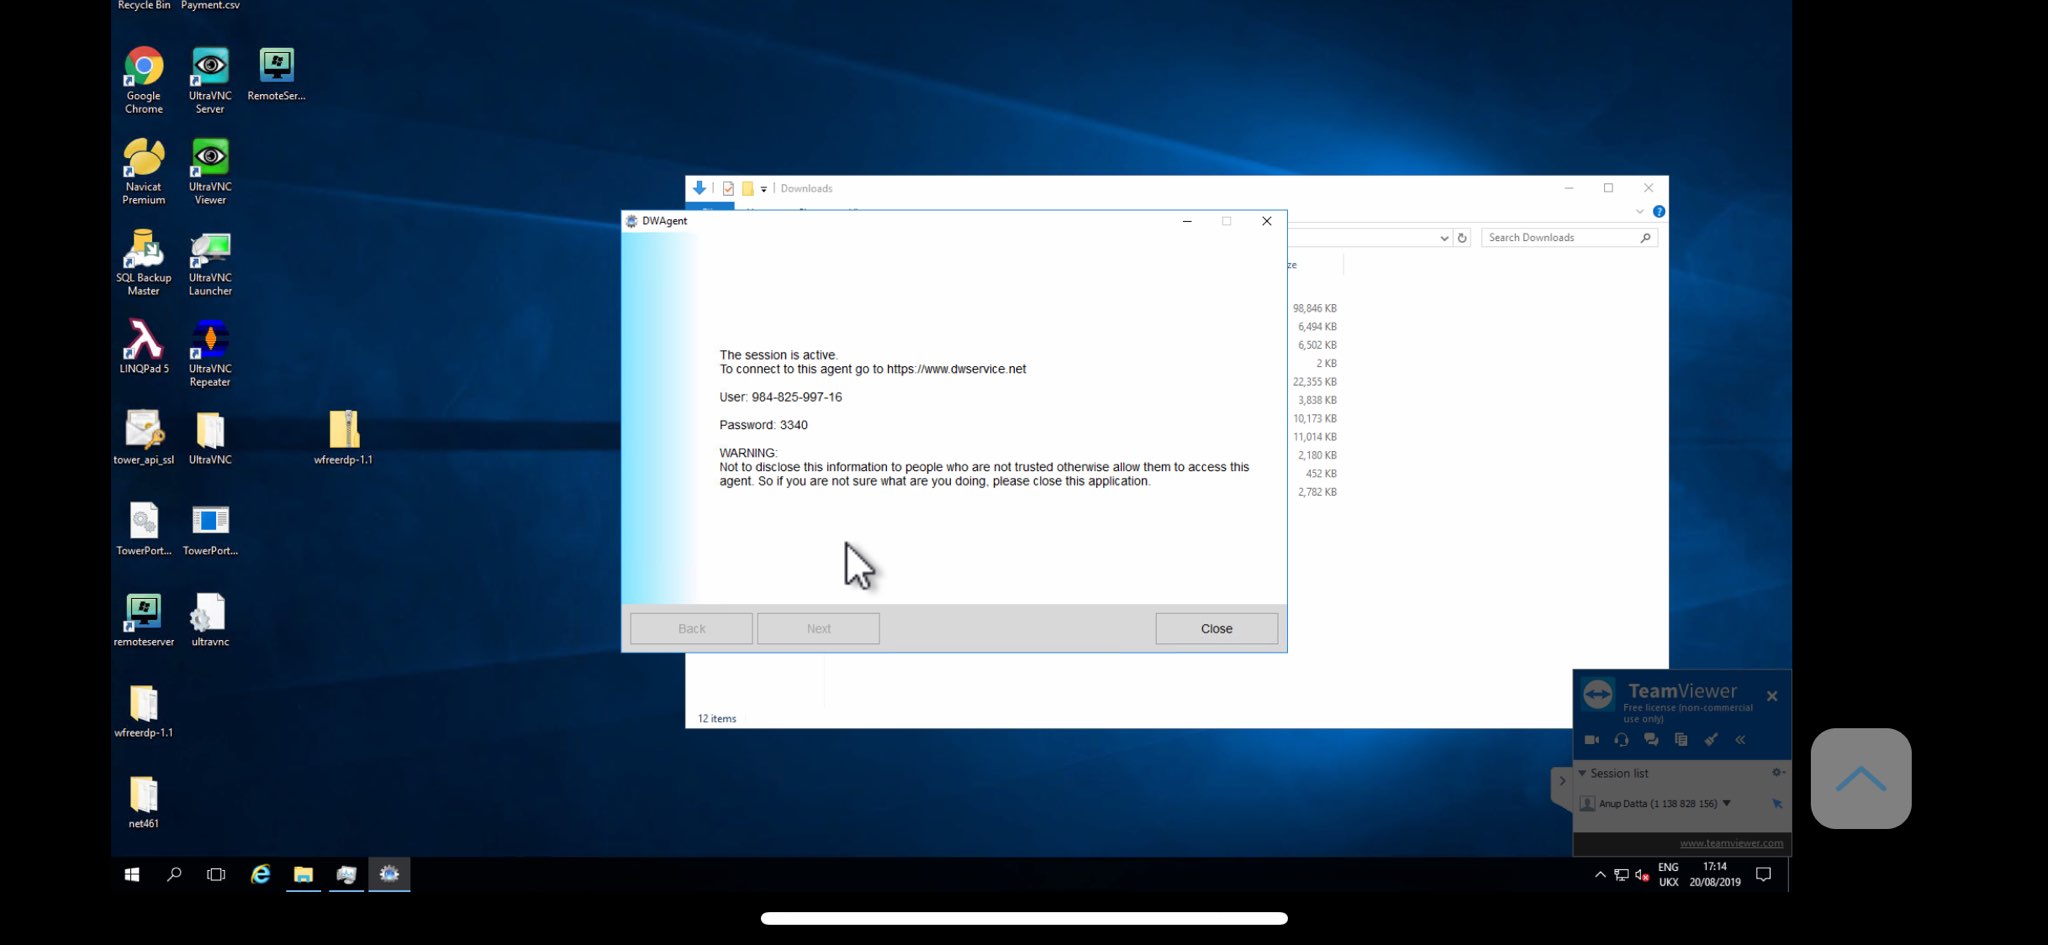 Recycle Bin
Payment.csv
Google
Chrome
UltraVNC
Server
RemoteSer...
Navicat
Premium
UltraVNC
Viewer
SQL Backup
Master
UltraVNC
Launcher
LINQPad 5
UltraVNC
Repeater
tower_api_ssl
UltraVNC
wfreerdp-1.1
TowerPort...
TowerPort...
remoteserver
ultravnc
wfreerdp-1.1
net461
Downloads
Search Downloads
ze
98,846 KB
6,494 KB
6,502 KB
2 KB
22,355 KB
3,838 KB
10,173 KB
11,014 KB
2,180 KB
452 KB
2,782 KB
12 items
DWAgent
The session is active.
To connect to this agent go to https://www.dwservice.net
User: 984-825-997-16
Password: 3340
WARNING:
Not to disclose this information to people who are not trusted otherwise allow them to access this
agent. So if you are not sure what are you doing, please close this application.
Back
Next
Close
TeamViewer
Free license (non-commercial
use only)
Session list
Anup Datta (1 138 828 156)
www.teamviewer.com
ENG
UKX
17:14
20/08/2019